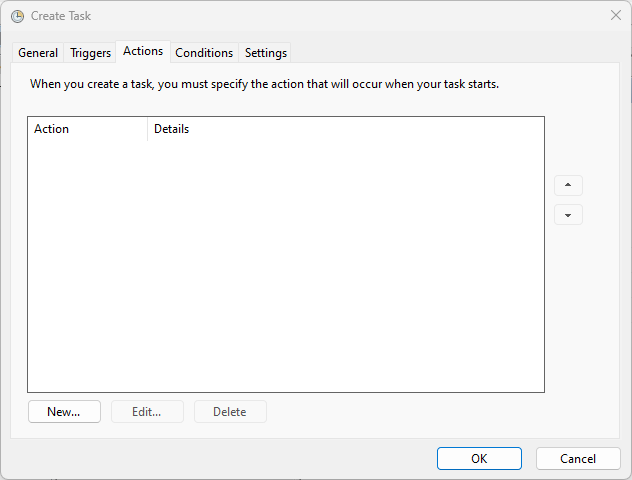 Create Task
General Triggers Actions Conditions Settings
When you create a task, you must specify the action that will occur when your task starts.
Action Details
New... Edit... Delete
OK Cancel